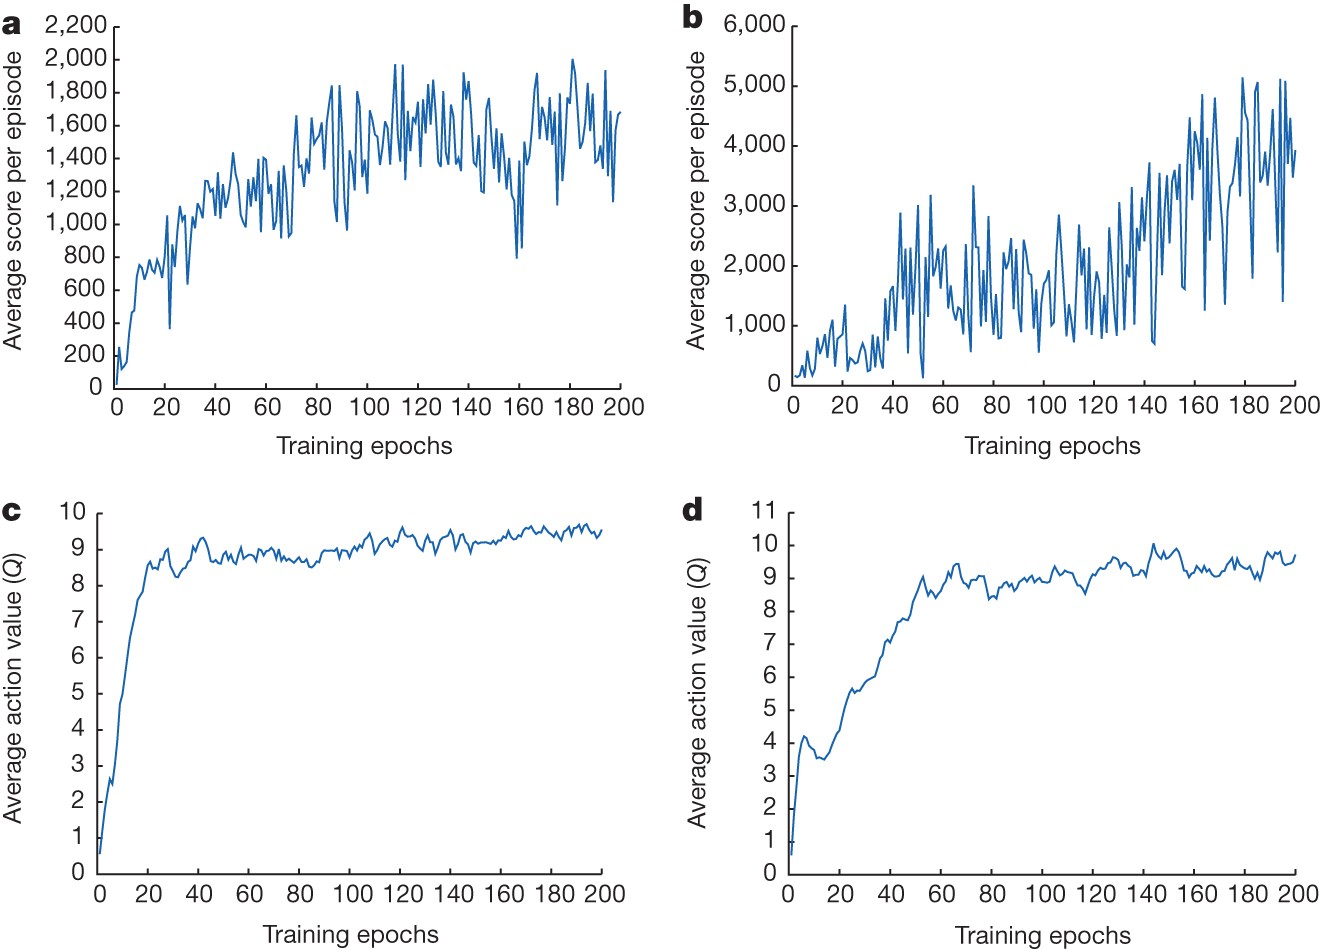 a
Average score per episode
2,200
2,000
1,800
1,600
1,400
1,200
1,000
800
600
400
200
0
0 20 40 60 80 100 120 140 160 180 200
Training epochs
b
Average score per episode
6,000
5,000
4,000
3,000
2,000
1,000
0
0 20 40 60 80 100 120 140 160 180 200
Training epochs
c
Average action value (Q)
10
9
8
7
6
5
4
3
2
1
0
0 20 40 60 80 100 120 140 160 180 200
Training epochs
d
Average action value (Q)
11
10
9
8
7
6
5
4
3
2
1
0
0 20 40 60 80 100 120 140 160 180 200
Training epochs